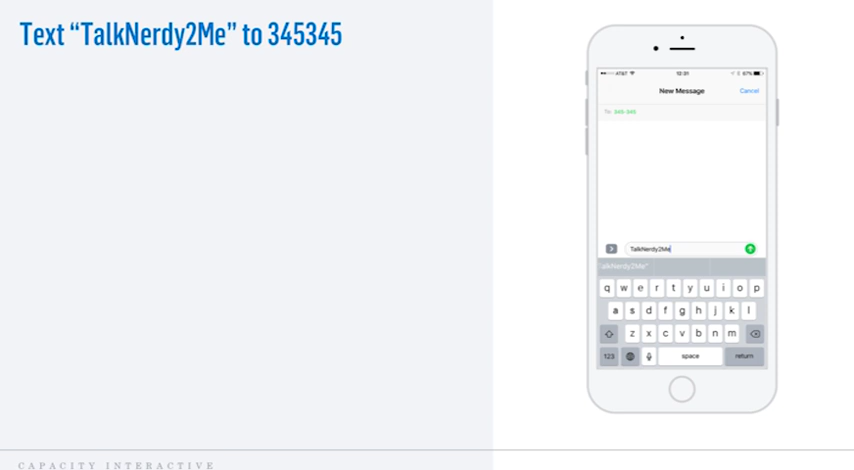 Text “TalkNerdy2Me” to 345345
AT&T 12:31 67%
New Message Cancel
To: 345-345
TalkNerdy2Me
TalkNerdy2Me"
q w e r t y u i o p
a s d f g h j k l
z x c v b n m
123 space return
CAPACITY INTERACTIVE